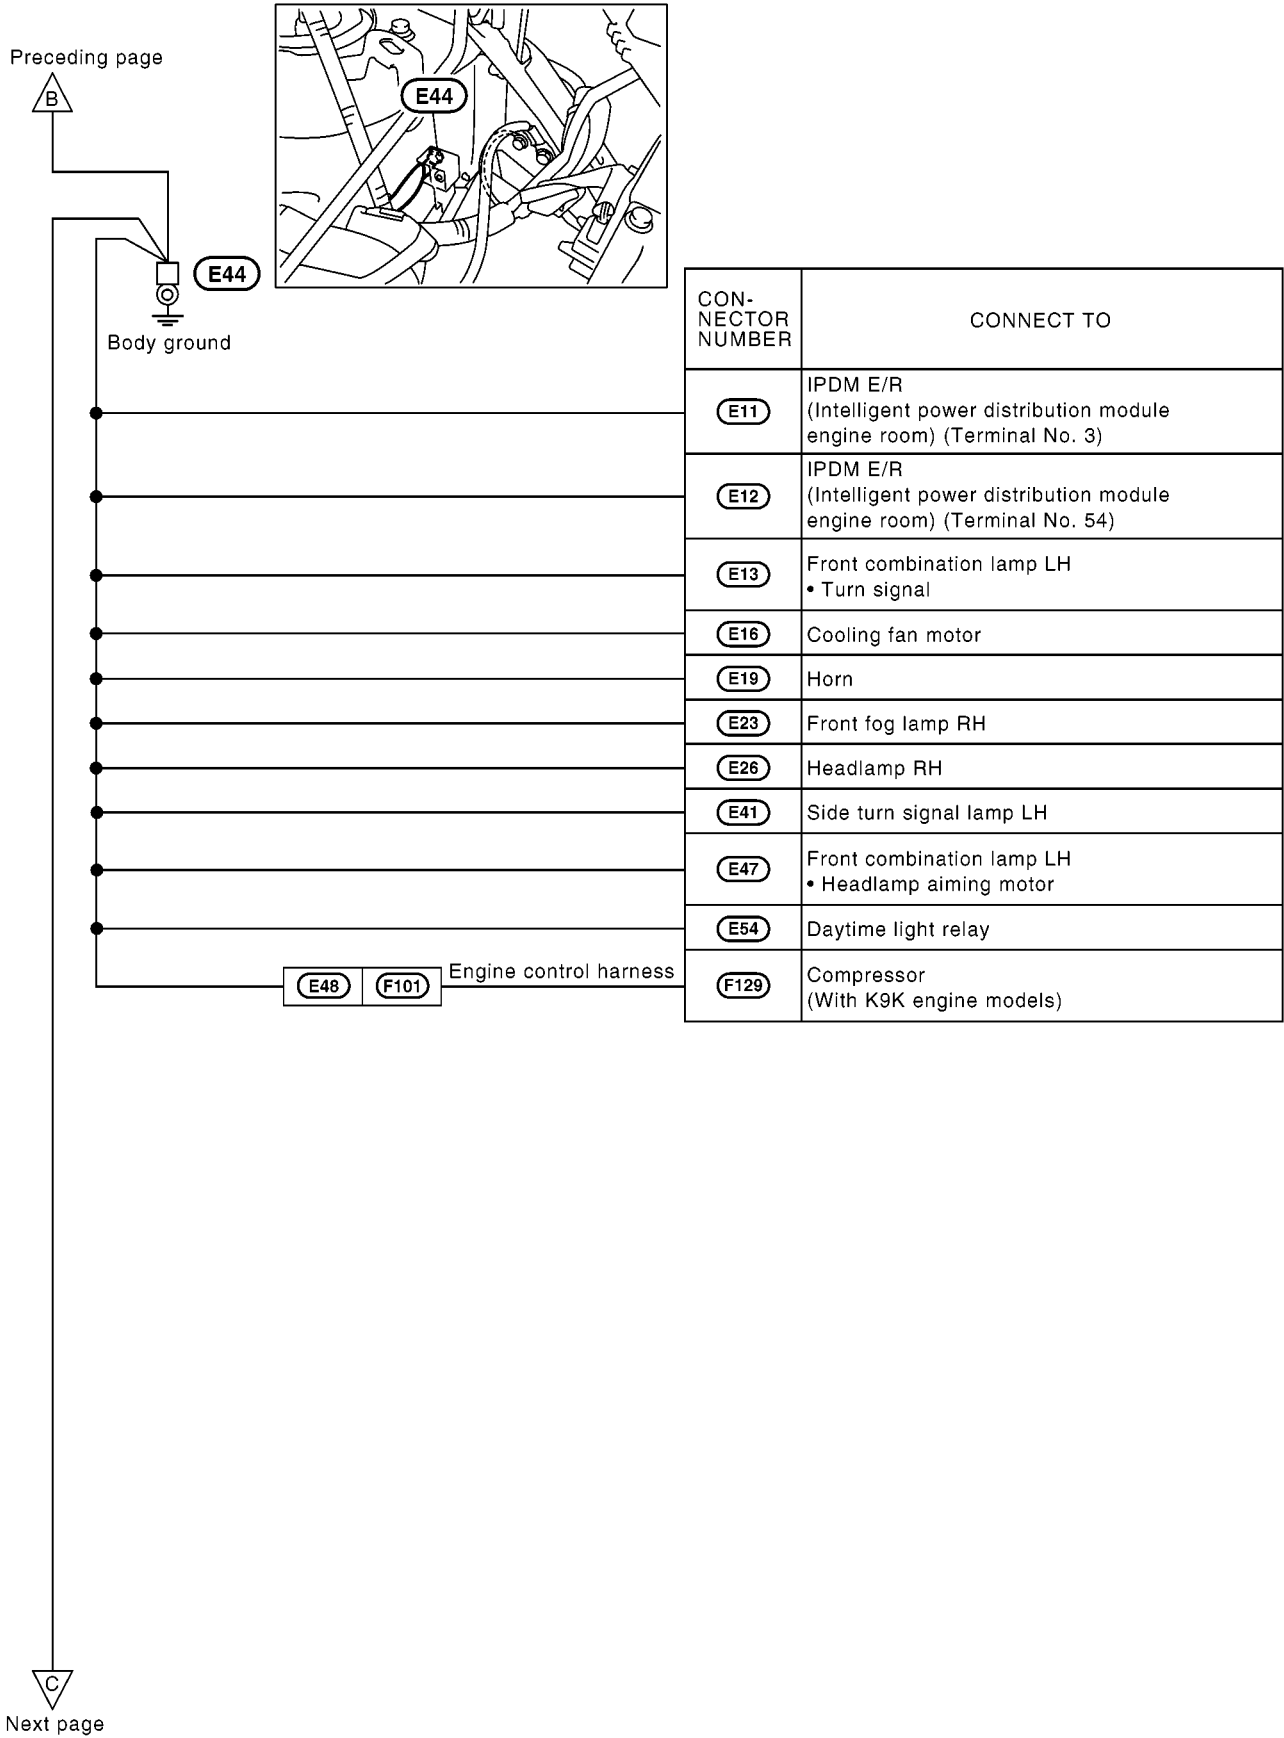 Preceding page
B
E44
E44
Body ground
CON-
NECTOR
NUMBER
CONNECT TO
E11
IPDM E/R
(Intelligent power distribution module
engine room) (Terminal No. 3)
E12
IPDM E/R
(Intelligent power distribution module
engine room) (Terminal No. 54)
E13
Front combination lamp LH
• Turn signal
E16
Cooling fan motor
E19
Horn
E23
Front fog lamp RH
E26
Headlamp RH
E41
Side turn signal lamp LH
E47
Front combination lamp LH
• Headlamp aiming motor
E54
Daytime light relay
E48
F101
Engine control harness
F129
Compressor
(With K9K engine models)
C
Next page